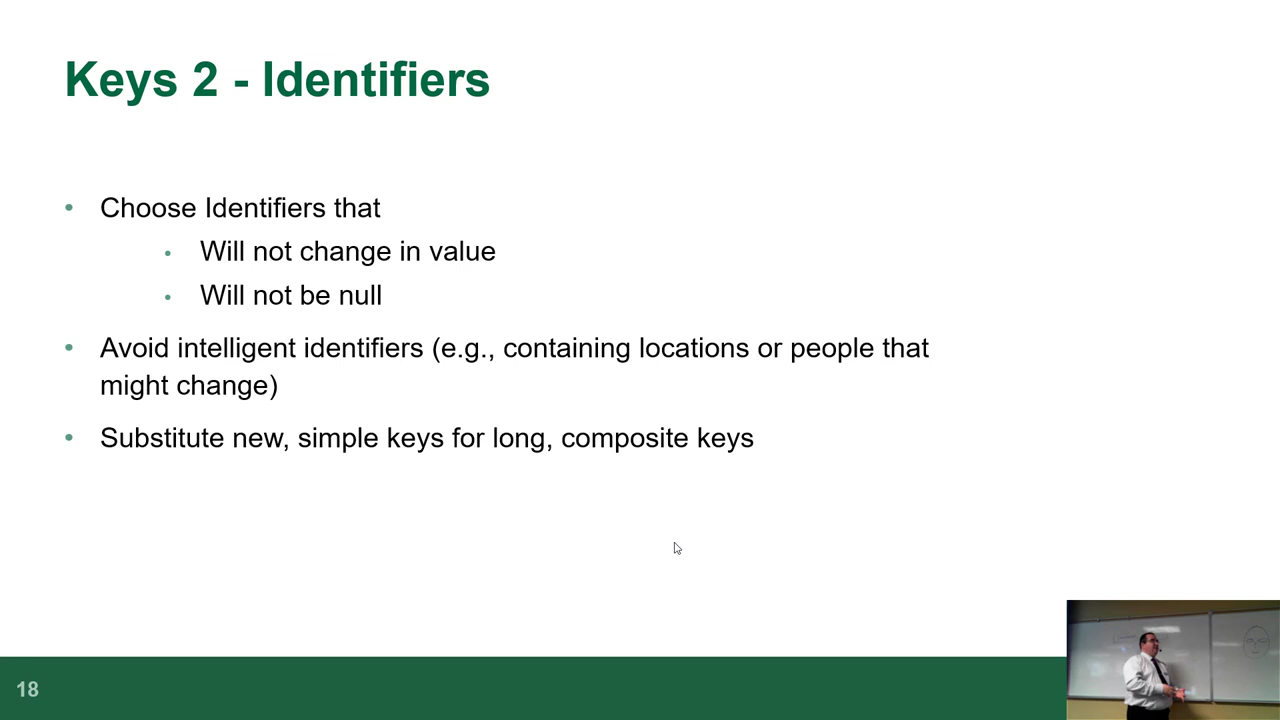 Keys 2 - Identifiers
• Choose Identifiers that
• Will not change in value
• Will not be null
• Avoid intelligent identifiers (e.g., containing locations or people that
might change)
• Substitute new, simple keys for long, composite keys
18